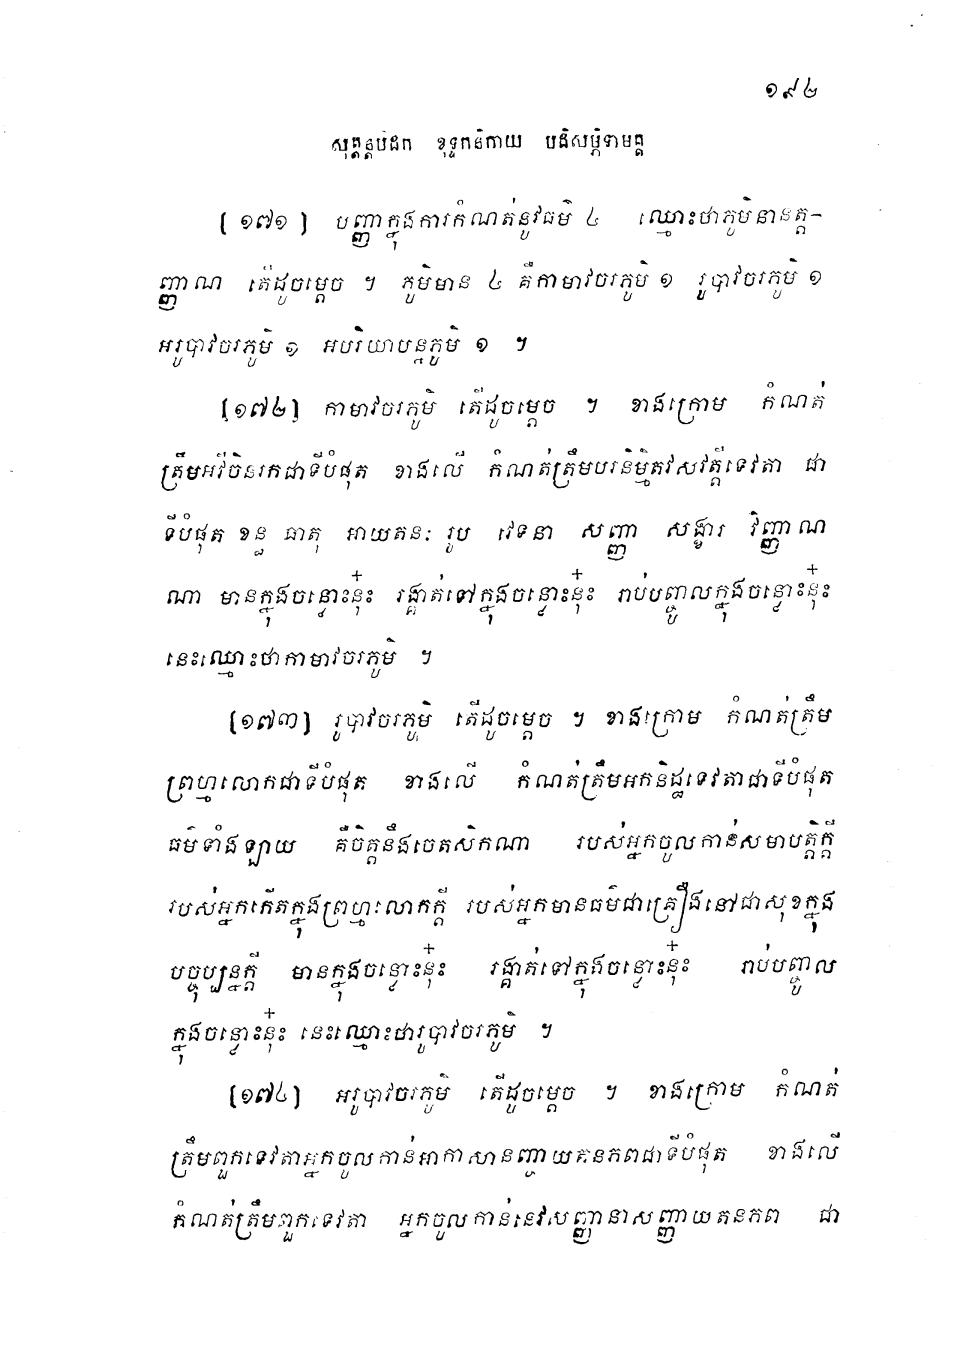 ១៩៤
សុត្តន្តបិដក ខុទ្ទកនិកាយ បដិសម្ភិទាមគ្គ
[១៧១] បញ្ញាក្នុងការកំណត់នូវធម៌ ៤ ឈ្មោះថាភូមិនានត្ត-
ញ្ញាណ តើដូចម្តេច ។ ភូមិមាន ៤ គឺកាមាវចរភូមិ ១ រូបាវចរភូមិ ១
អរូបាវចរភូមិ ១ អបរិយាបន្នភូមិ ១ ។
[១៧២] កាមាវចរភូមិ តើដូចម្តេច ។ ខាងក្រោម កំណត់
ត្រឹមអវីចិនរកជាទីបំផុត ខាងលើ កំណត់ត្រឹមបរនិម្មិតវសវត្តីទេវតា ជា
ទីបំផុត ខន្ធ ធាតុ អាយតនៈ រូប វេទនា សញ្ញា សង្ខារ វិញ្ញាណ
ណា មានក្នុងចន្លោះនុ៎ះ រង្គាត់ទៅក្នុងចន្លោះនុ៎ះ រាប់បញ្ចូលក្នុងចន្លោះនុ៎ះ
នេះឈ្មោះថាកាមាវចរភូមិ ។
[១៧៣] រូបាវចរភូមិ តើដូចម្តេច ។ ខាងក្រោម កំណត់ត្រឹម
ព្រហ្មលោកជាទីបំផុត ខាងលើ កំណត់ត្រឹមអកនិដ្ឋទេវតាជាទីបំផុត
ធម៌ទាំងឡាយ គឺចិត្តនឹងចេតសិកណា របស់អ្នកចូលកាន់សមាបត្តិក្តី
របស់អ្នកកើតក្នុងព្រហ្មលោកក្តី របស់អ្នកមានធម៌ជាគ្រឿងនៅជាសុខក្នុង
បច្ចុប្បន្នក្តី មានក្នុងចន្លោះនុ៎ះ រង្គាត់ទៅក្នុងចន្លោះនុ៎ះ រាប់បញ្ចូល
ក្នុងចន្លោះនុ៎ះ នេះឈ្មោះថារូបាវចរភូមិ ។
[១៧៤] អរូបាវចរភូមិ តើដូចម្តេច ។ ខាងក្រោម កំណត់
ត្រឹមពួកទេវតាអ្នកចូលកាន់អាកាសានញ្ចាយតនភពជាទីបំផុត ខាងលើ
កំណត់ត្រឹមពួកទេវតា អ្នកចូលកាន់នេវសញ្ញានាសញ្ញាយតនភព ជា